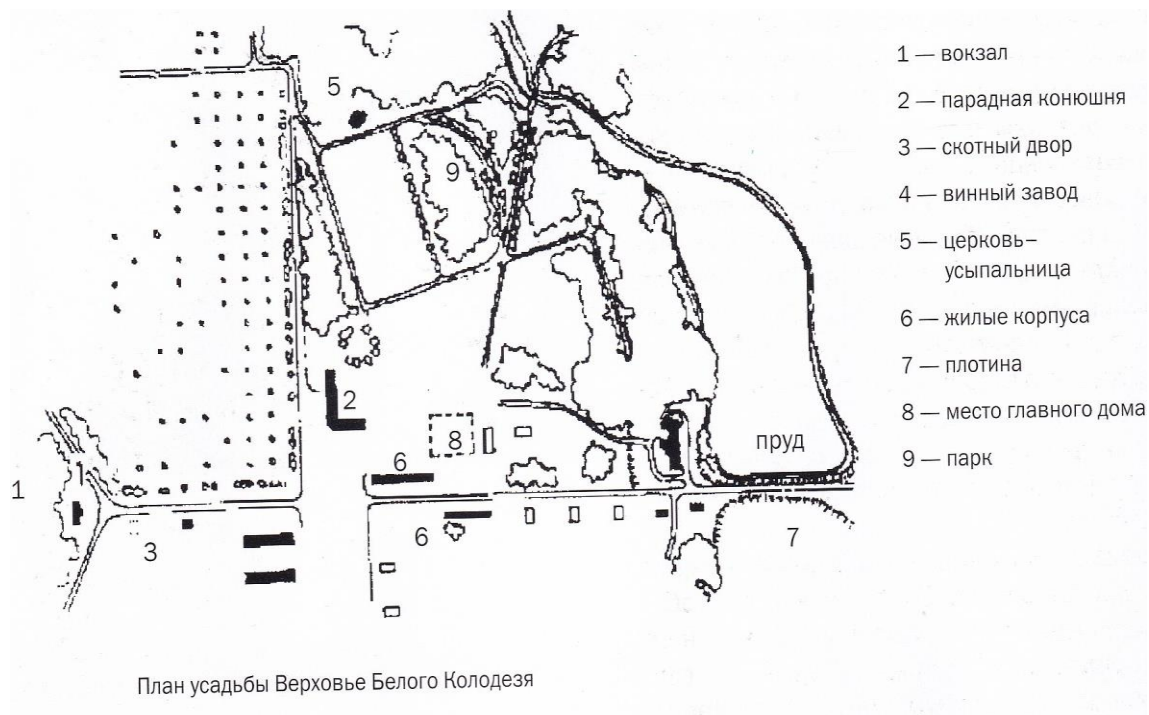 1 — вокзал
2 — парадная конюшня
3 — скотный двор
4 — винный завод
5 — церковь–
усыпальница
6 — жилые корпуса
7 — плотина
8 — место главного дома
9 — парк
5
9
2
8
пруд
6
1
3
6
7
План усадьбы Верховье Белого Колодезя